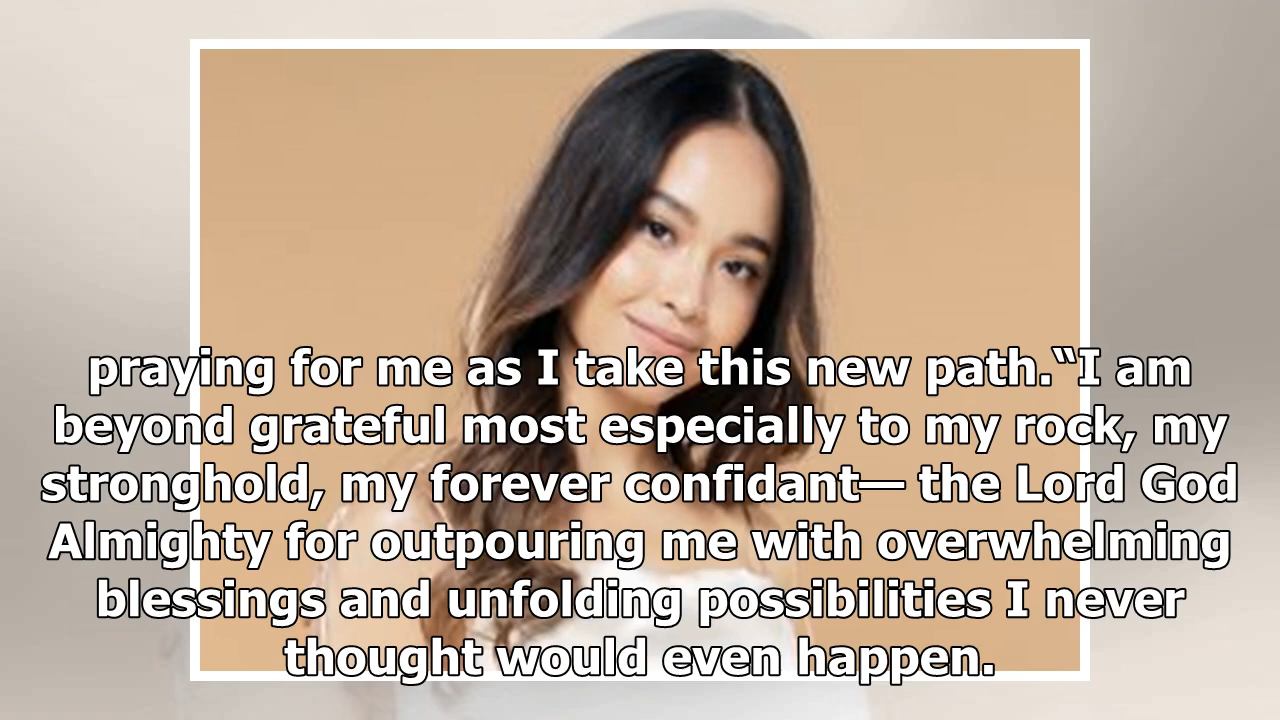 praying for me as I take this new path.“I am
beyond grateful most especially to my rock, my
stronghold, my forever confidant— the Lord God
Almighty for outpouring me with overwhelming
blessings and unfolding possibilities I never
thought would even happen.